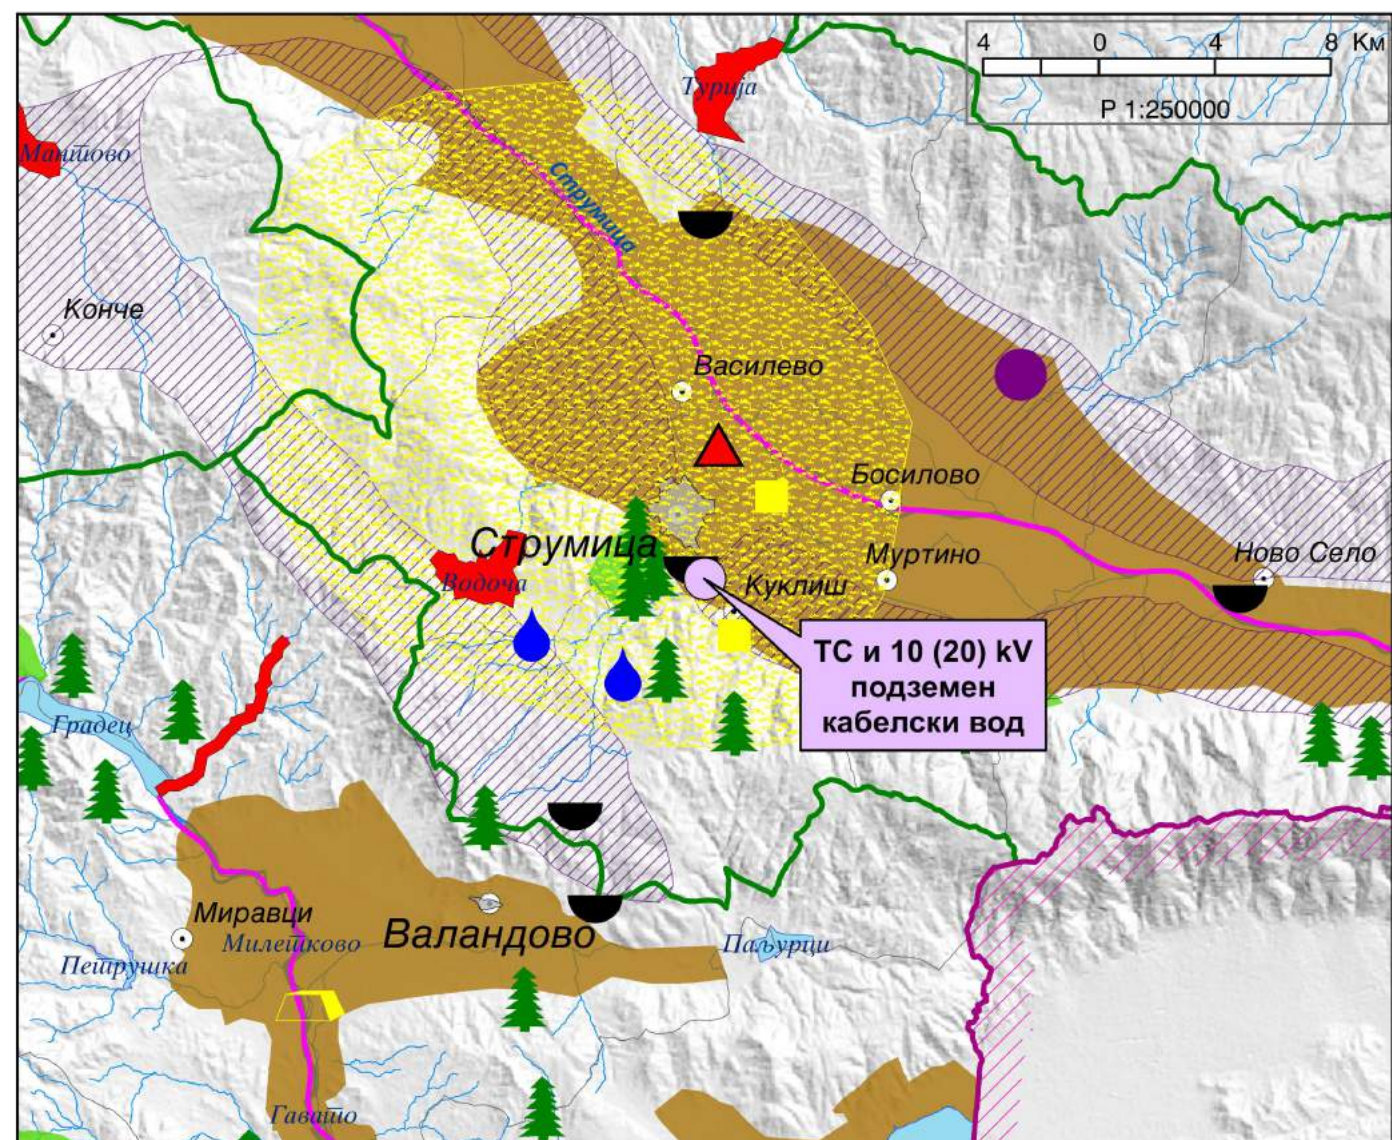 4 0 4 8 Км
Р 1:250000
Турија
Мантово
Струмица
Конче
Василево
Босилово
Струмица
Водоча
Муртино
Ново Село
Куклиш
ТС и 10 (20) kV
подземен
кабелски вод
Градец
Миравци
Милетково
Валандово
Паљурци
Петрушка
Гавато